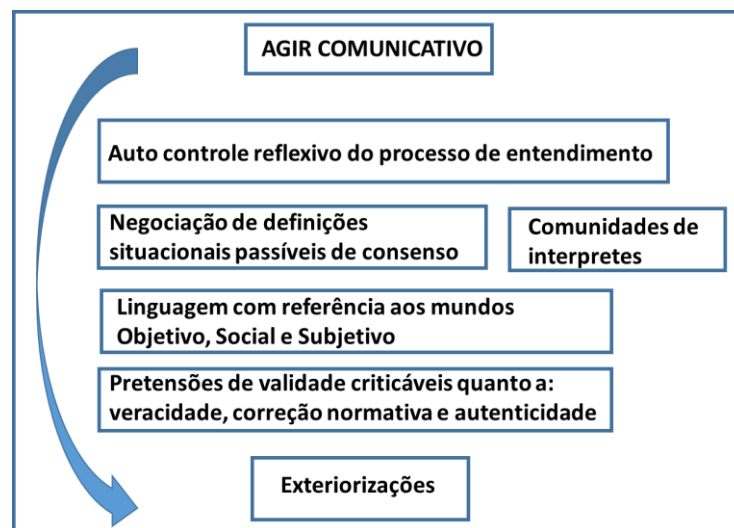 AGIR COMUNICATIVO
Auto controle reflexivo do processo de entendimento
Negociação de definições
situacionais passíveis de consenso
Comunidades de
interpretes
Linguagem com referência aos mundos
Objetivo, Social e Subjetivo
Pretensões de validade criticáveis quanto a:
veracidade, correção normativa e autenticidade
Exteriorizações